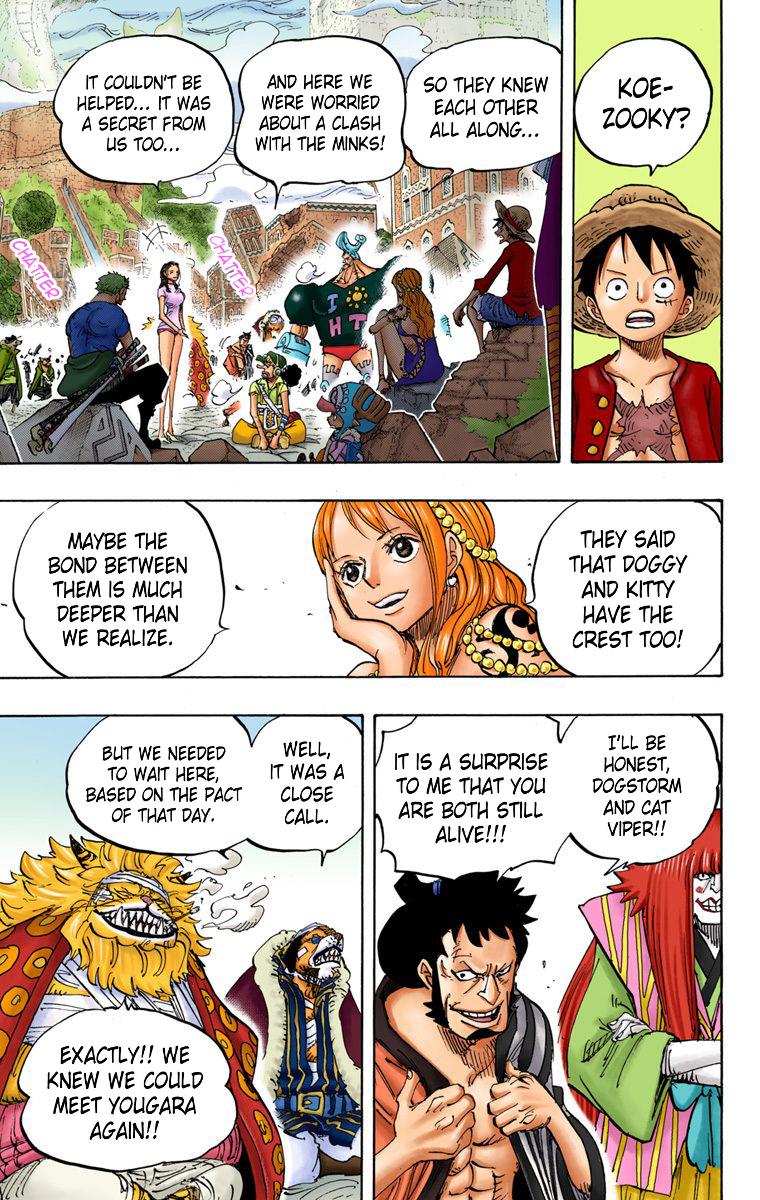 KOE-
ZOOKY?
SO THEY KNEW
EACH OTHER
ALL ALONG...
AND HERE WE
WERE WORRIED
ABOUT A CLASH
WITH THE MINKS!
IT COULDN'T BE
HELPED... IT WAS
A SECRET FROM
US TOO...
CHATTER
CHATTER
I
H T
THEY SAID
THAT DOGGY
AND KITTY
HAVE THE
CREST TOO!
MAYBE THE
BOND BETWEEN
THEM IS MUCH
DEEPER THAN
WE REALIZE.
I'LL BE
HONEST,
DOGSTORM
AND CAT
VIPER!!
IT IS A SURPRISE
TO ME THAT YOU
ARE BOTH STILL
ALIVE!!!
WELL,
IT WAS A
CLOSE
CALL.
BUT WE NEEDED
TO WAIT HERE,
BASED ON THE PACT
OF THAT DAY.
EXACTLY!! WE
KNEW WE COULD
MEET YOUGARA
AGAIN!!